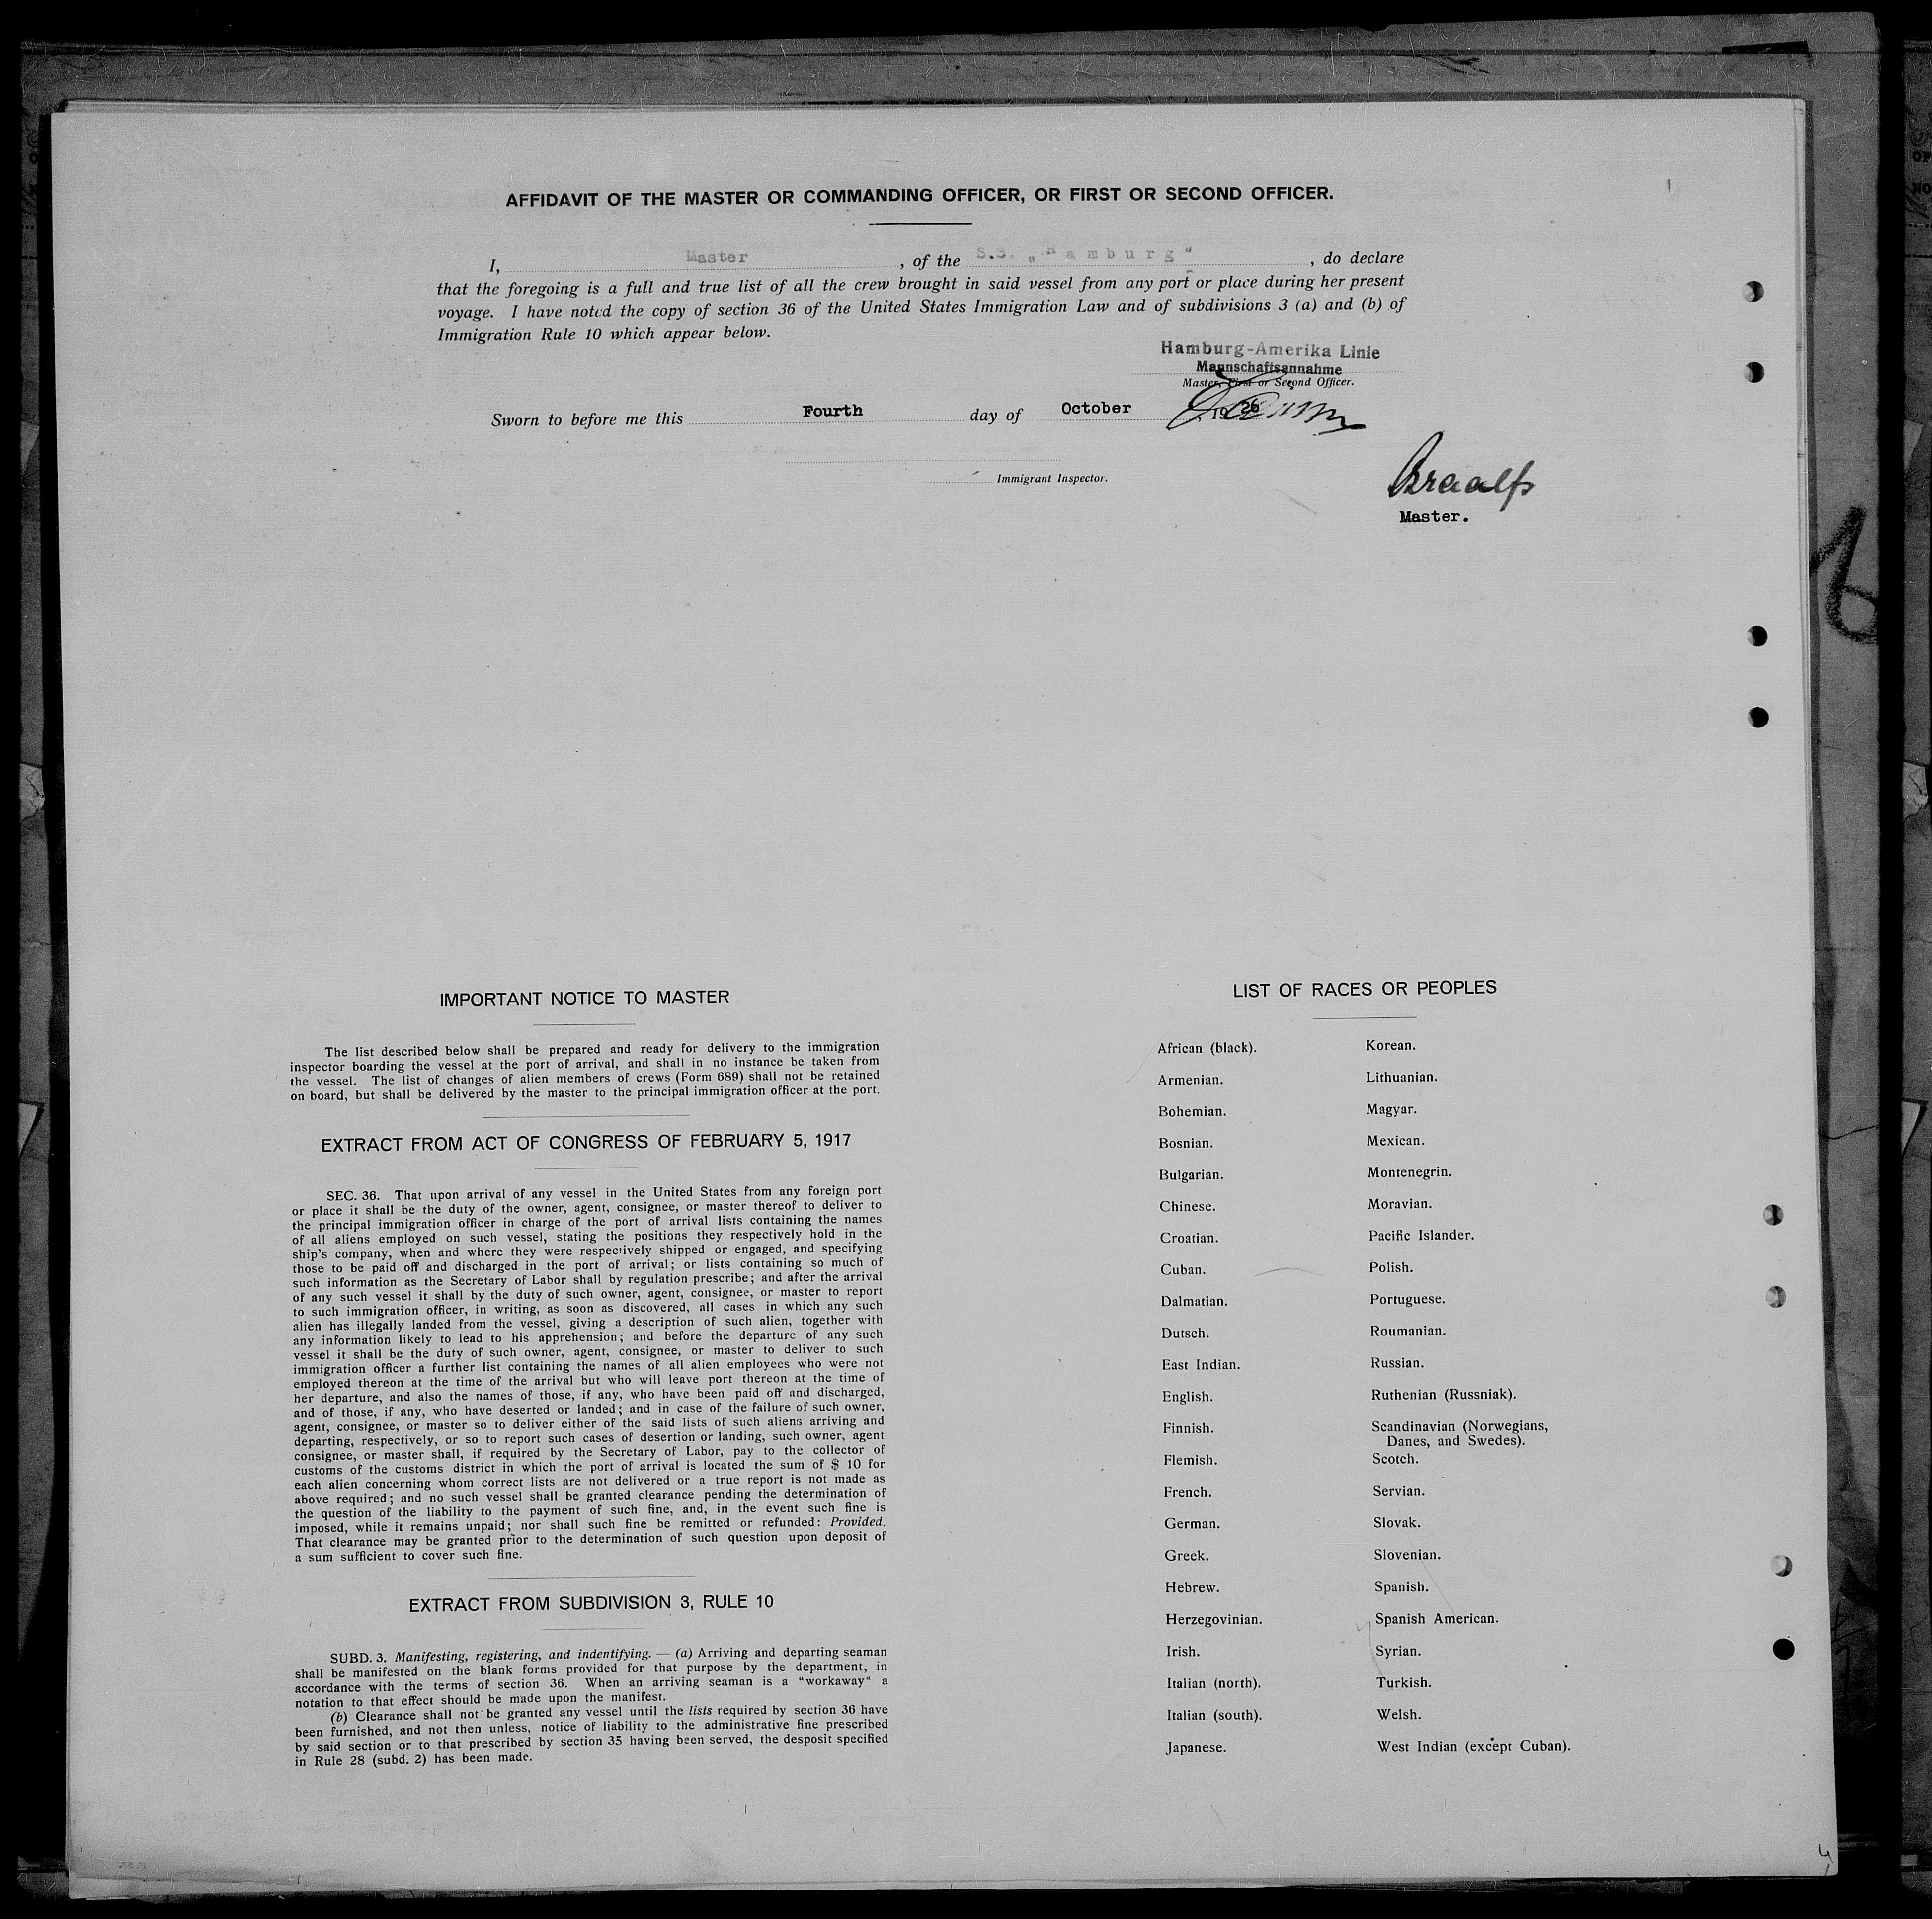 AFFIDAVIT OF THE MASTER OR COMMANDING OFFICER, OR FIRST OR SECOND OFFICER.
I, Master , of the S.S. „Hamburg" , do declare
that the foregoing is a full and true list of all the crew brought in said vessel from any port or place during her present
voyage. I have noted the copy of section 36 of the United States Immigration Law and of subdivisions 3 (a) and (b) of
Immigration Rule 10 which appear below.
Hamburg-Amerika Linie
Mannschaftsannahme
Master, First or Second Officer.
Sworn to before me this Fourth day of October 1926
Immigrant Inspector.
Master.
IMPORTANT NOTICE TO MASTER
The list described below shall be prepared and ready for delivery to the immigration
inspector boarding the vessel at the port of arrival, and shall in no instance be taken from
the vessel. The list of changes of alien members of crews (Form 689) shall not be retained
on board, but shall be delivered by the master to the principal immigration officer at the port.
EXTRACT FROM ACT OF CONGRESS OF FEBRUARY 5, 1917
SEC. 36. That upon arrival of any vessel in the United States from any foreign port
or place it shall be the duty of the owner, agent, consignee, or master thereof to deliver to
the principal immigration officer in charge of the port of arrival lists containing the names
of all aliens employed on such vessel, stating the positions they respectively hold in the
ship's company, when and where they were respectively shipped or engaged, and specifying
those to be paid off and discharged in the port of arrival; or lists containing so much of
such information as the Secretary of Labor shall by regulation prescribe; and after the arrival
of any such vessel it shall by the duty of such owner, agent, consignee, or master to report
to such immigration officer, in writing, as soon as discovered, all cases in which any such
alien has illegally landed from the vessel, giving a description of such alien, together with
any information likely to lead to his apprehension; and before the departure of any such
vessel it shall be the duty of such owner, agent, consignee, or master to deliver to such
immigration officer a further list containing the names of all alien employees who were not
employed thereon at the time of the arrival but who will leave port thereon at the time of
her departure, and also the names of those, if any, who have been paid off and discharged,
and of those, if any, who have deserted or landed; and in case of the failure of such owner,
agent, consignee, or master so to deliver either of the said lists of such aliens arriving and
departing, respectively, or so to report such cases of desertion or landing, such owner, agent
consignee, or master shall, if required by the Secretary of Labor, pay to the collector of
customs of the customs district in which the port of arrival is located the sum of $ 10 for
each alien concerning whom correct lists are not delivered or a true report is not made as
above required; and no such vessel shall be granted clearance pending the determination of
the question of the liability to the payment of such fine, and, in the event such fine is
imposed, while it remains unpaid; nor shall such fine be remitted or refunded: Provided.
That clearance may be granted prior to the determination of such question upon deposit of
a sum sufficient to cover such fine.
EXTRACT FROM SUBDIVISION 3, RULE 10
SUBD. 3. Manifesting, registering, and indentifying. — (a) Arriving and departing seaman
shall be manifested on the blank forms provided for that purpose by the department, in
accordance with the terms of section 36. When an arriving seaman is a "workaway" a
notation to that effect should be made upon the manifest.
(b) Clearance shall not be granted any vessel until the lists required by section 36 have
been furnished, and not then unless, notice of liability to the administrative fine prescribed
by said section or to that prescribed by section 35 having been served, the desposit specified
in Rule 28 (subd. 2) has been made.
LIST OF RACES OR PEOPLES
African (black).
Armenian.
Bohemian.
Bosnian.
Bulgarian.
Chinese.
Croatian.
Cuban.
Dalmatian.
Dutsch.
East Indian.
English.
Finnish.
Flemish.
French.
German.
Greek.
Hebrew.
Herzegovinian.
Irish.
Italian (north).
Italian (south).
Japanese.
Korean.
Lithuanian.
Magyar.
Mexican.
Montenegrin.
Moravian.
Pacific Islander.
Polish.
Portuguese.
Roumanian.
Russian.
Ruthenian (Russniak).
Scandinavian (Norwegians,
Danes, and Swedes).
Scotch.
Servian.
Slovak.
Slovenian.
Spanish.
Spanish American.
Syrian.
Turkish.
Welsh.
West Indian (except Cuban).